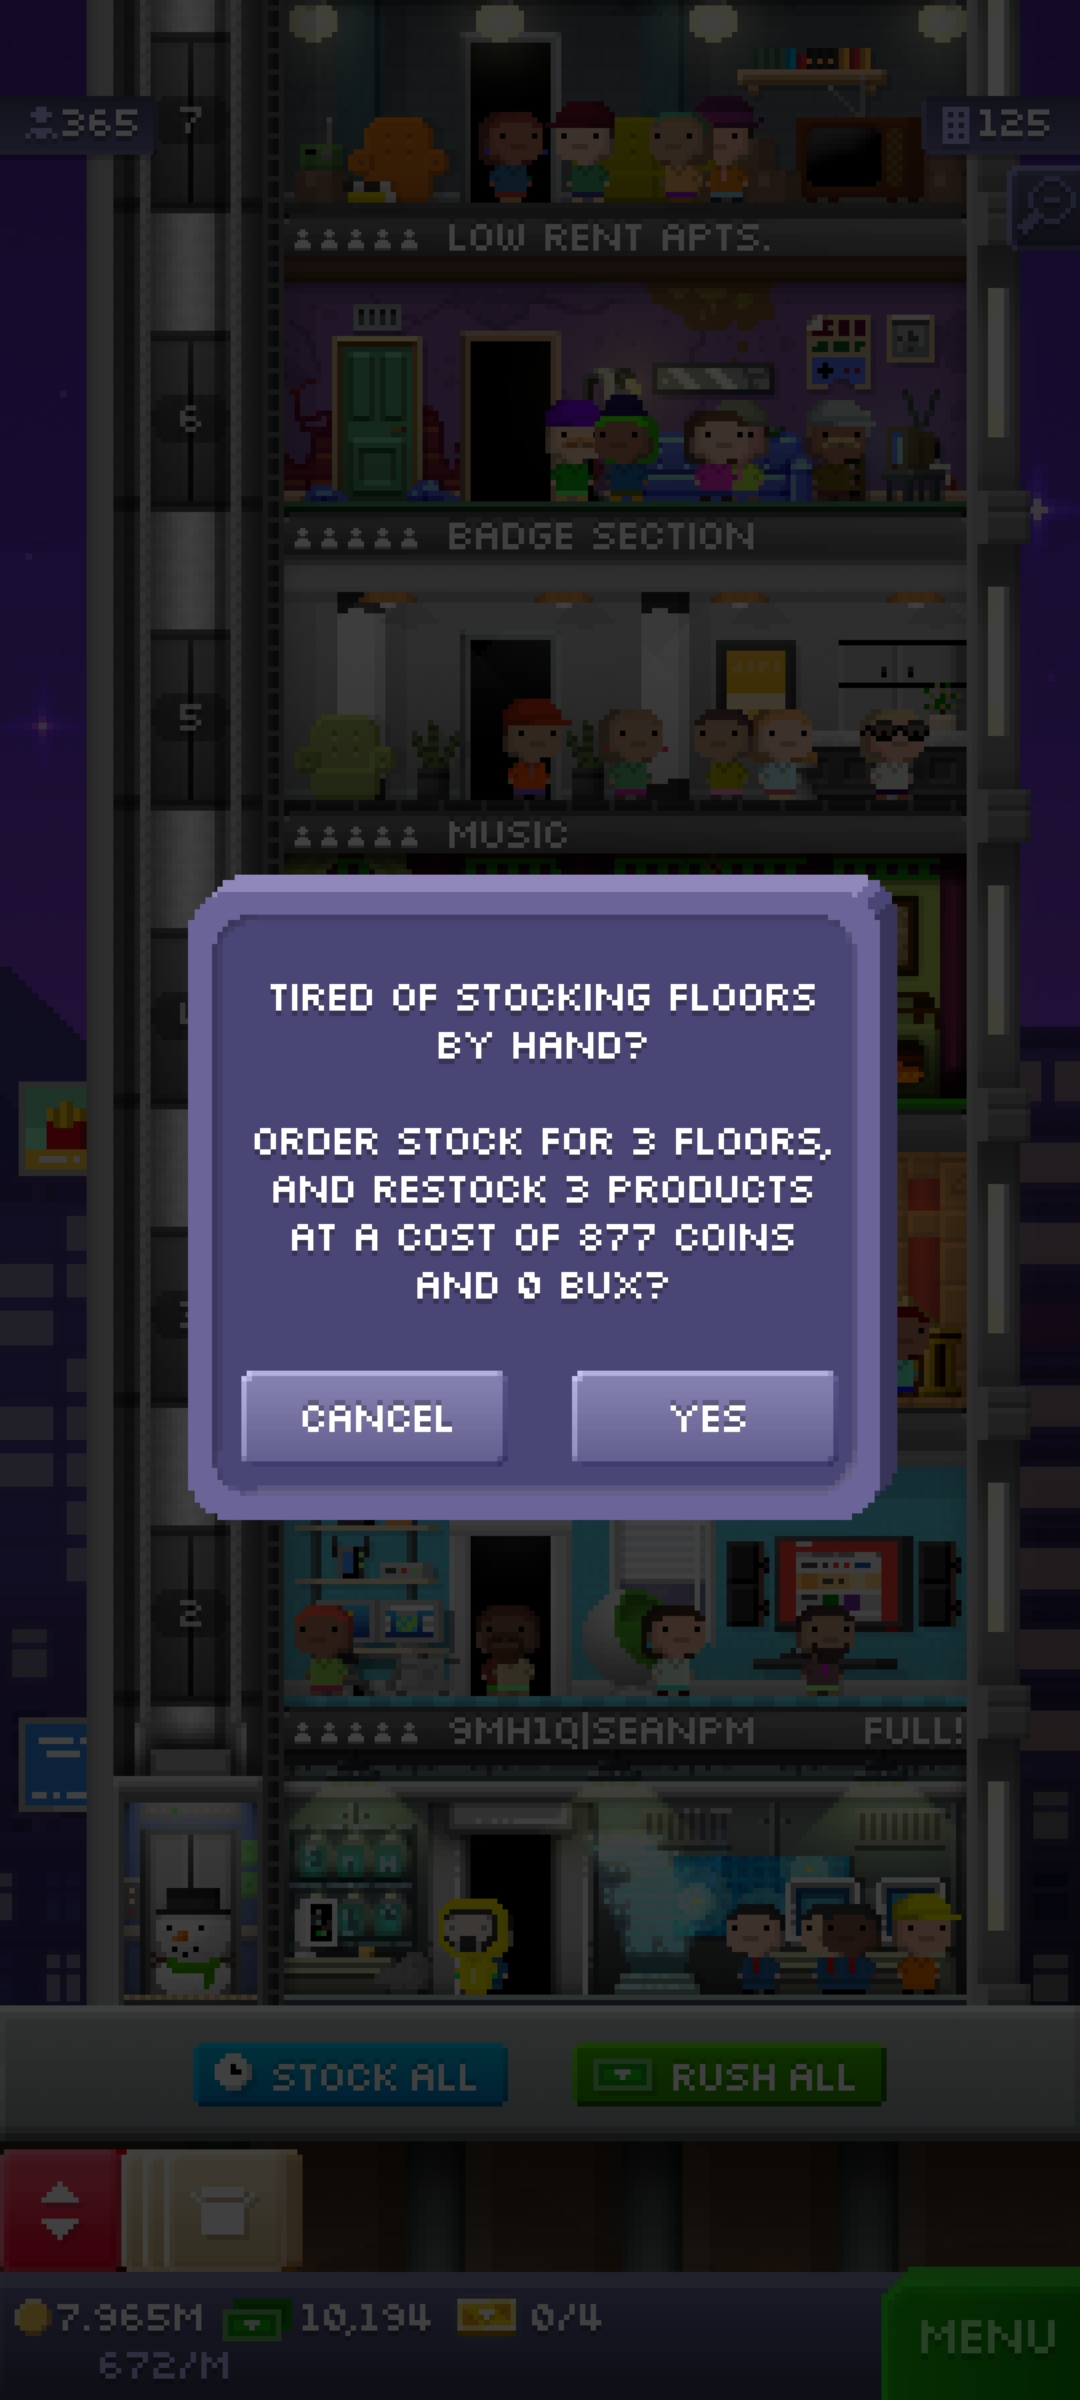 365
7
125
LOW RENT APTS.
6
BADGE SECTION
5
MUSIC
TIRED OF STOCKING FLOORS
BY HAND?
ORDER STOCK FOR 3 FLOORS,
AND RESTOCK 3 PRODUCTS
AT A COST OF 877 COINS
AND 0 BUX?
CANCEL
YES
2
9MH1Q|SEANPM
FULL!
STOCK ALL
RUSH ALL
7.965M
10,194
0/4
672/M
MENU